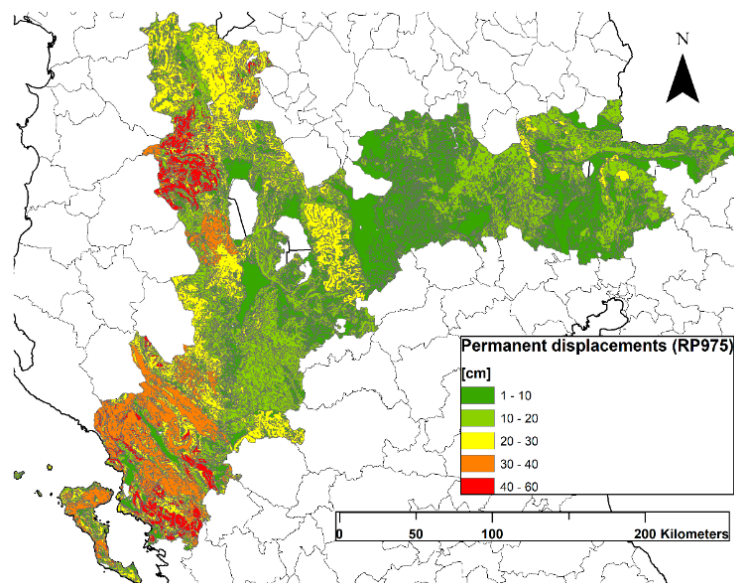 N
Permanent displacements (RP975)
[cm]
1 - 10
10 - 20
20 - 30
30 - 40
40 - 60
0 50 100 200 Kilometers